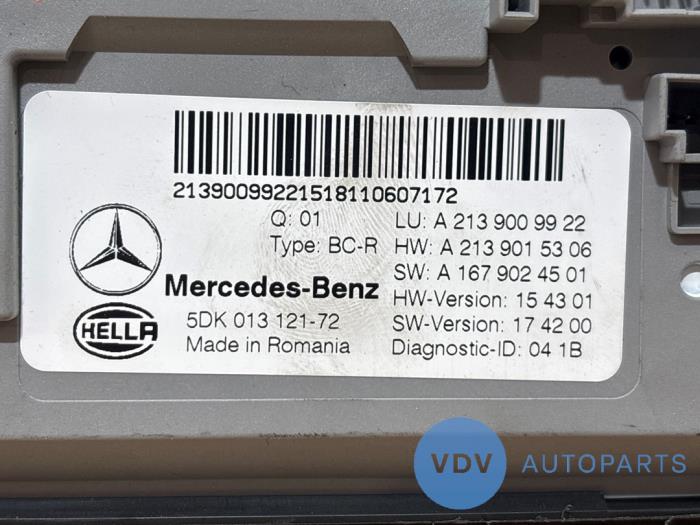 21390099221518110607172
Q: 01 LU: A 213 900 99 22
Type: BC-R HW: A 213 901 53 06
SW: A 167 902 45 01
Mercedes-Benz HW-Version: 15 43 01
HELLA 5DK 013 121-72 SW-Version: 17 42 00
Made in Romania Diagnostic-ID: 04 1B
VDV AUTOPARTS